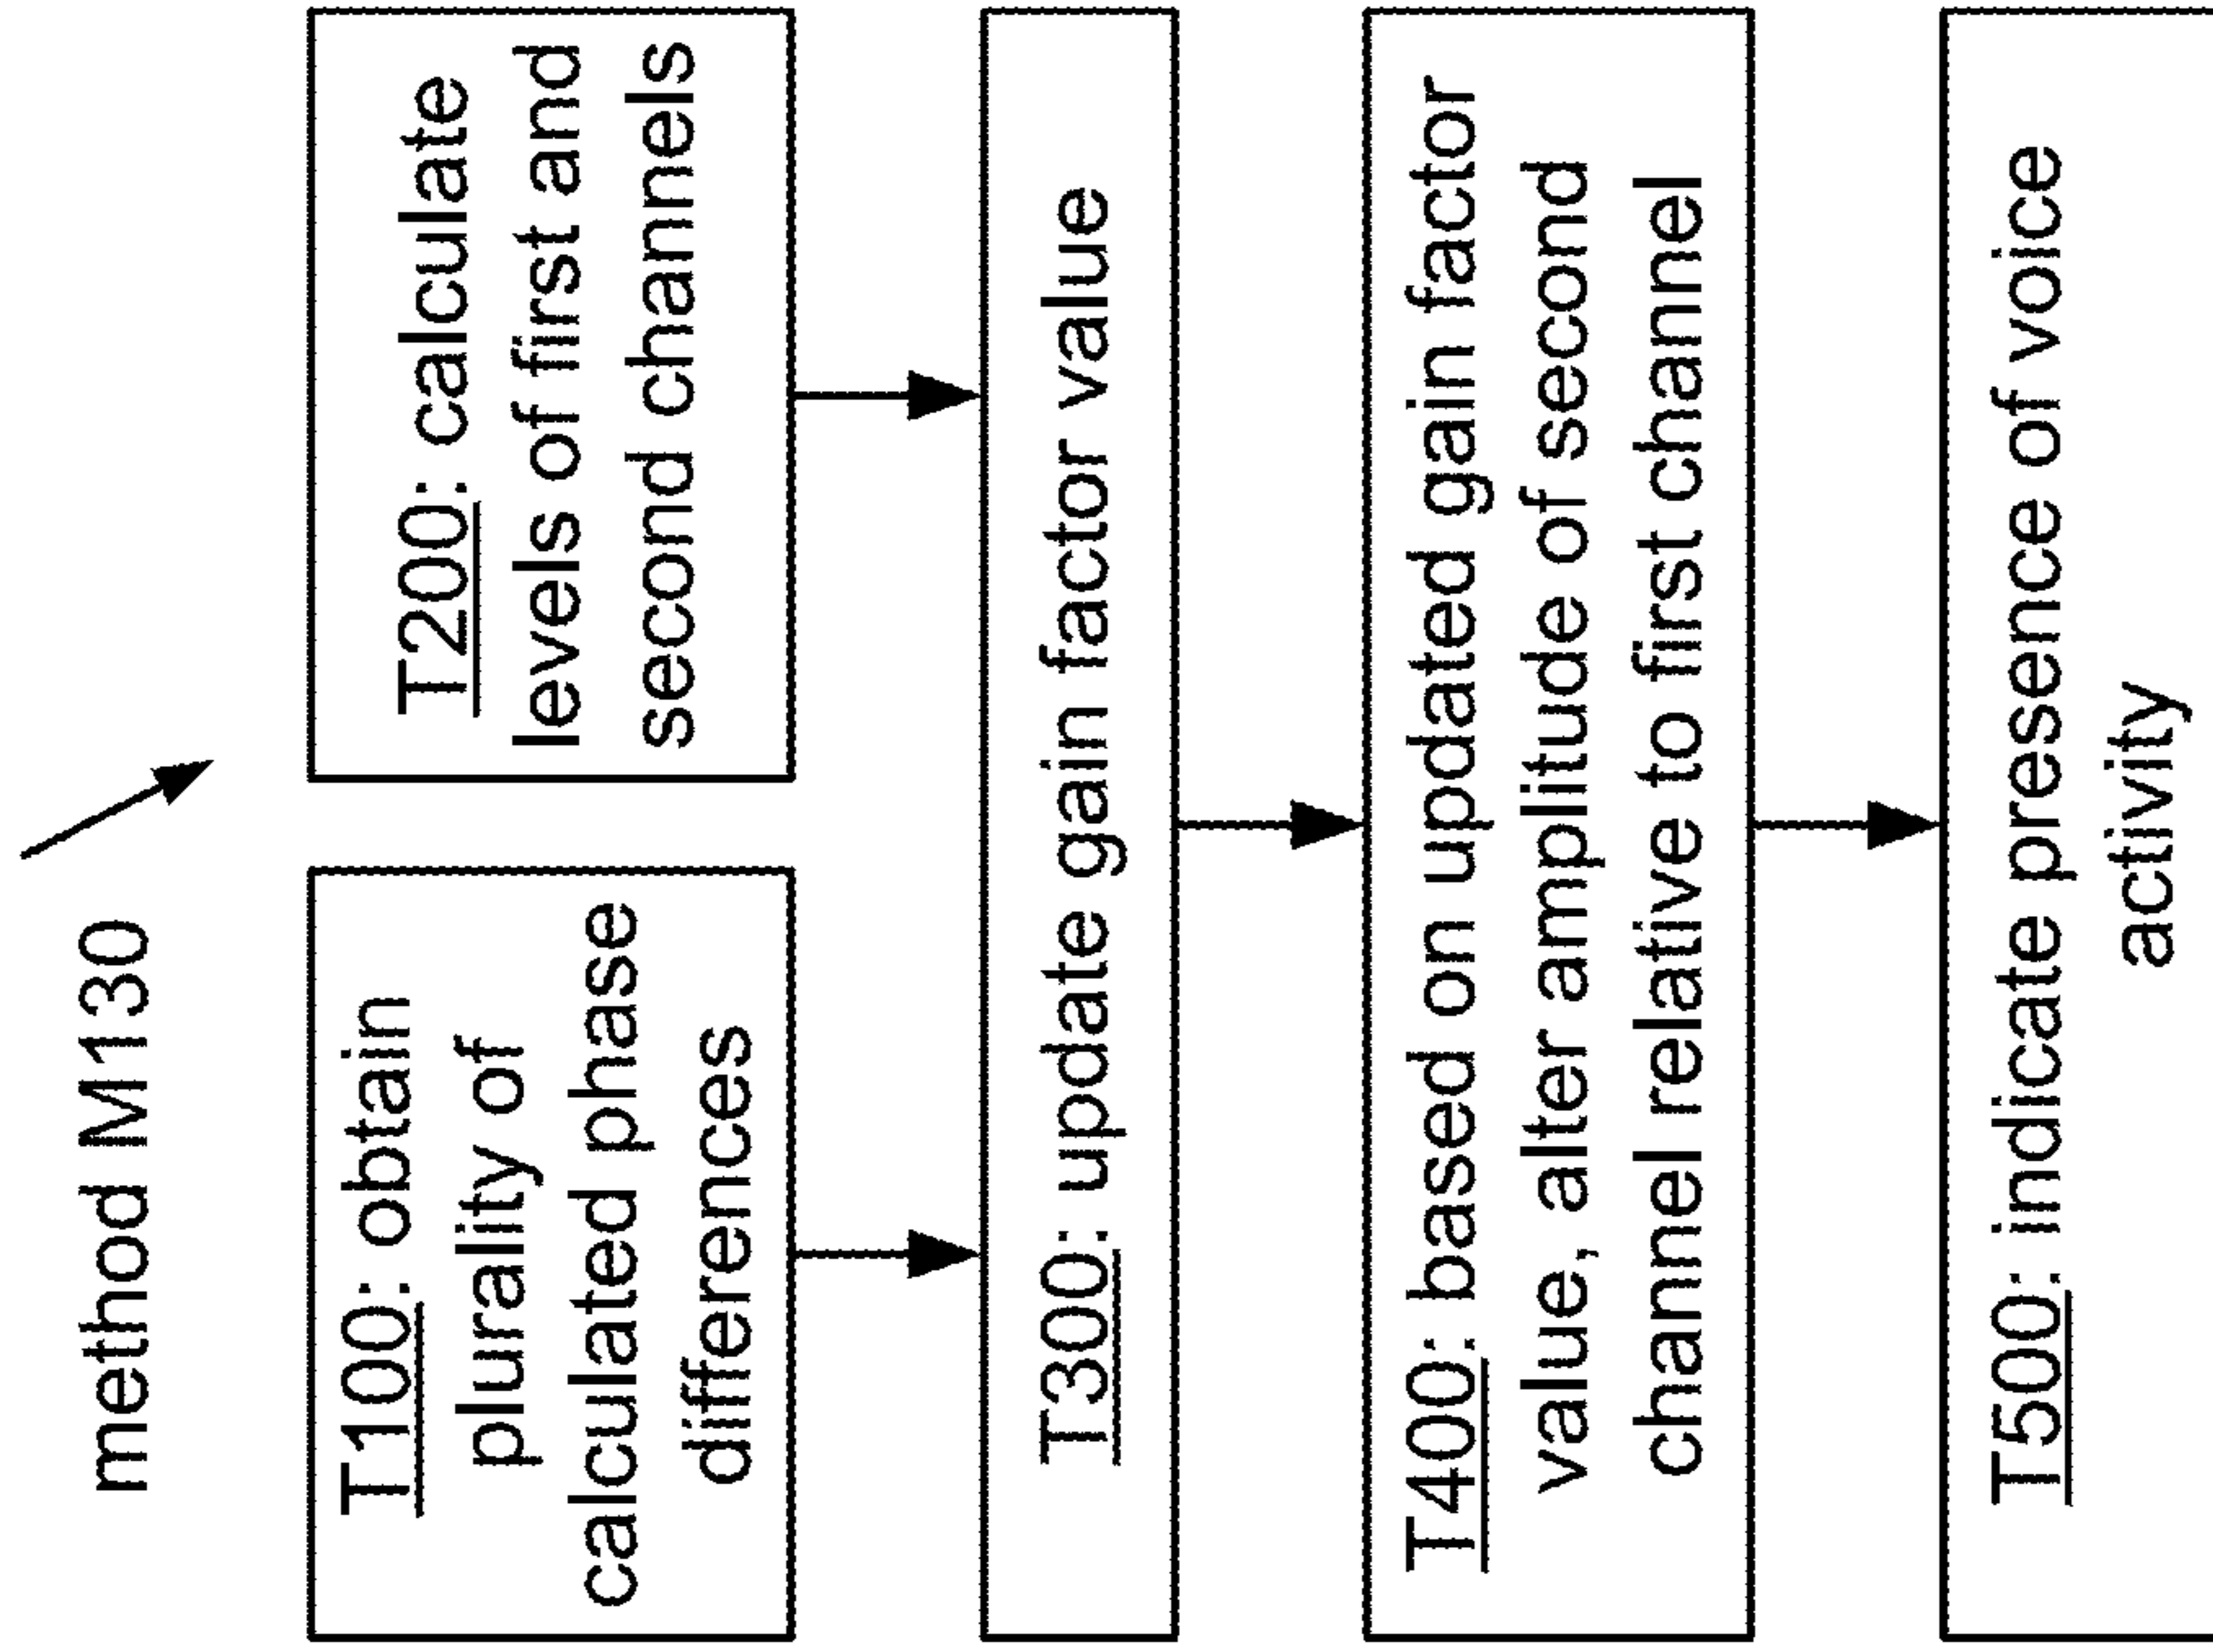 method M130
T100: obtain
plurality of
calculated phase
differences
T200: calculate
levels of first and
second channels
T300: update gain factor value
T400: based on updated gain factor
value, alter amplitude of second
channel relative to first channel
T500: indicate presence of voice
activity